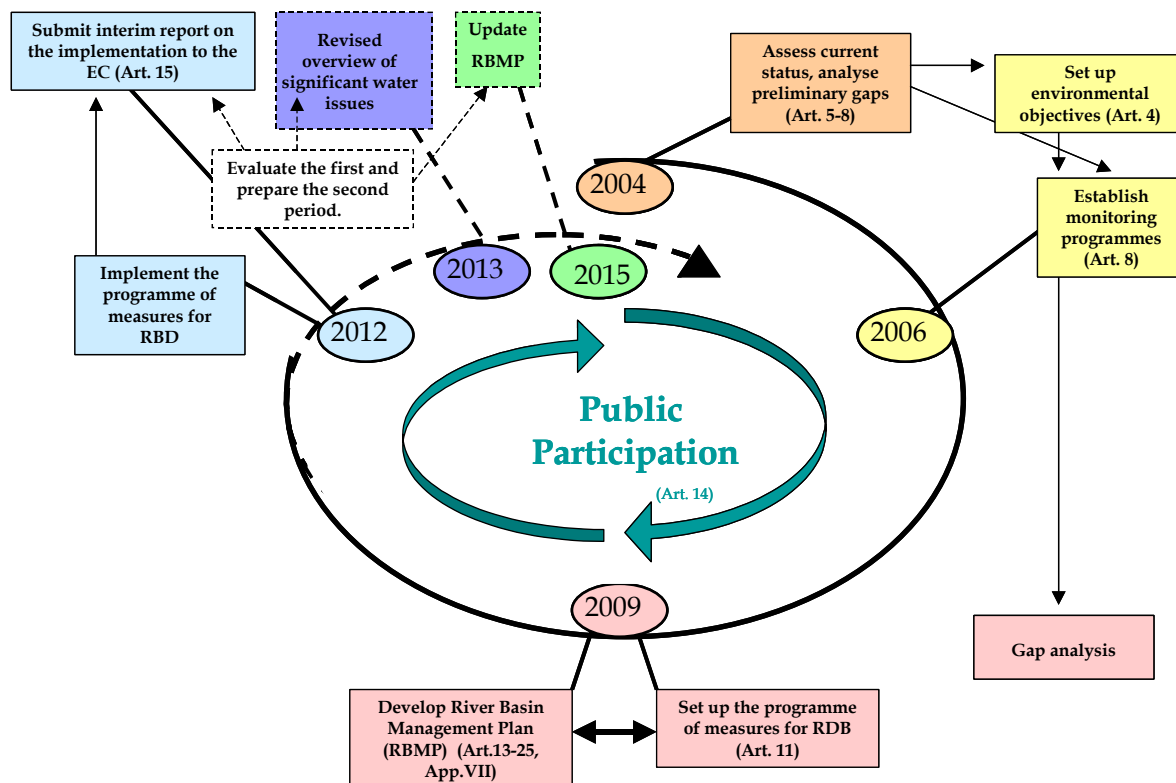 Submit interim report on
the implementation to the
EC (Art. 15)
Revised
overview of
significant water
issues
Update
RBMP
Assess current
status, analyse
preliminary gaps
(Art. 5-8)
Set up
environmental
objectives (Art. 4)
Evaluate the first and
prepare the second
period.
2004
Establish
monitoring
programmes
(Art. 8)
2013
2015
Implement the
programme of
measures for
RBD
2012
2006
Public
Participation
(Art. 14)
2009
Gap analysis
Develop River Basin
Management Plan
(RBMP) (Art.13-25,
App.VII)
Set up the programme
of measures for RDB
(Art. 11)